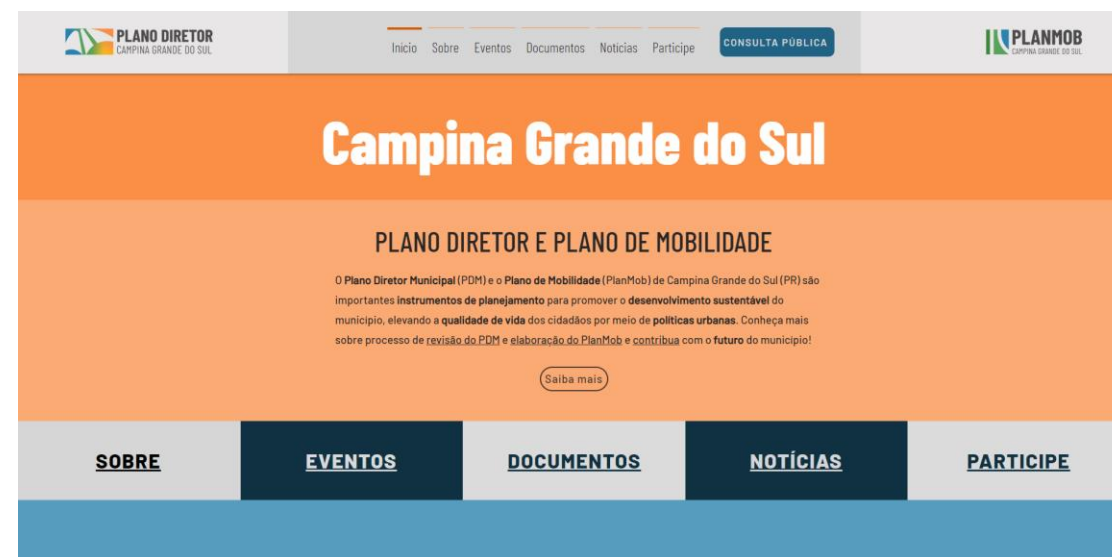 PLANO DIRETOR
CAMPINA GRANDE DO SUL
Início Sobre Eventos Documentos Notícias Participe
CONSULTA PÚBLICA
PLANMOB
CAMPINA GRANDE DO SUL
Campina Grande do Sul
PLANO DIRETOR E PLANO DE MOBILIDADE
O Plano Diretor Municipal (PDM) e o Plano de Mobilidade (PlanMob) de Campina Grande do Sul (PR) são
importantes instrumentos de planejamento para promover o desenvolvimento sustentável do
município, elevando a qualidade de vida dos cidadãos por meio de políticas urbanas. Conheça mais
sobre processo de revisão do PDM e elaboração do PlanMob e contribua com o futuro do município!
Saiba mais
SOBRE EVENTOS DOCUMENTOS NOTÍCIAS PARTICIPE